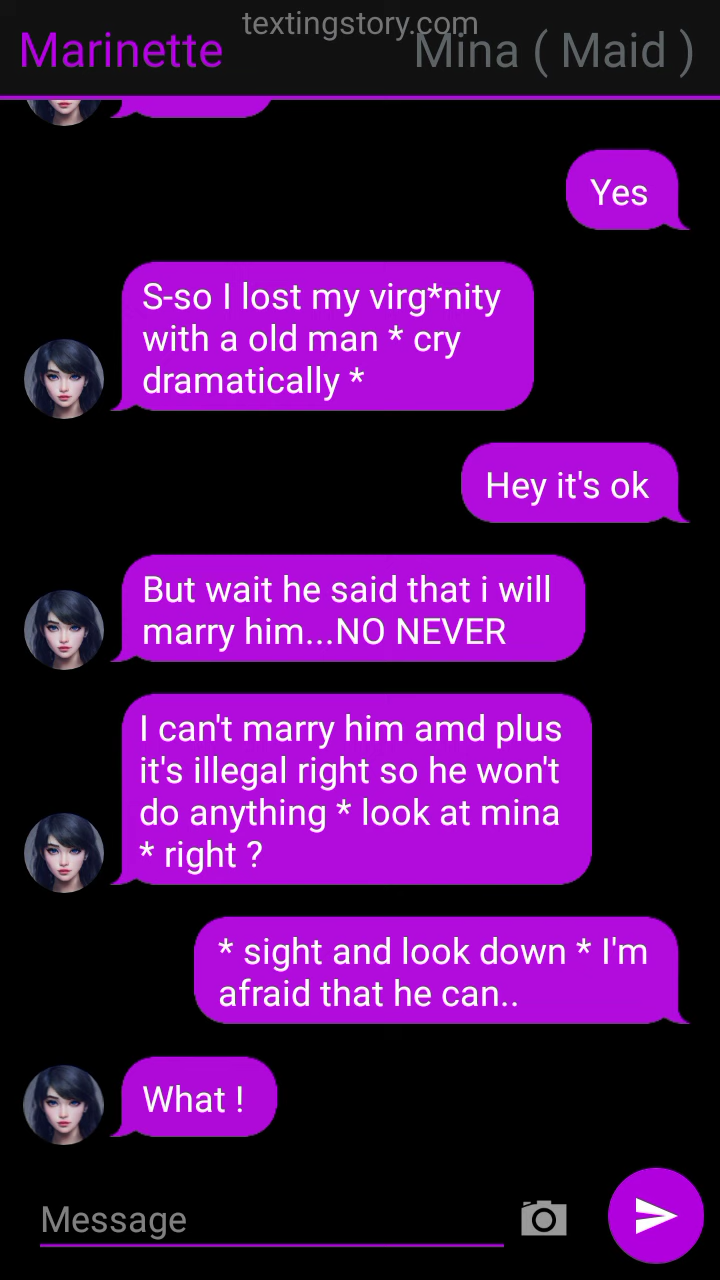 textingstory.com
Marinette
Mina ( Maid )
Yes
S-so I lost my virg*nity
with a old man * cry
dramatically *
Hey it's ok
But wait he said that i will
marry him...NO NEVER
I can't marry him amd plus
it's illegal right so he won't
do anything * look at mina
* right ?
* sight and look down * I'm
afraid that he can..
What !
Message